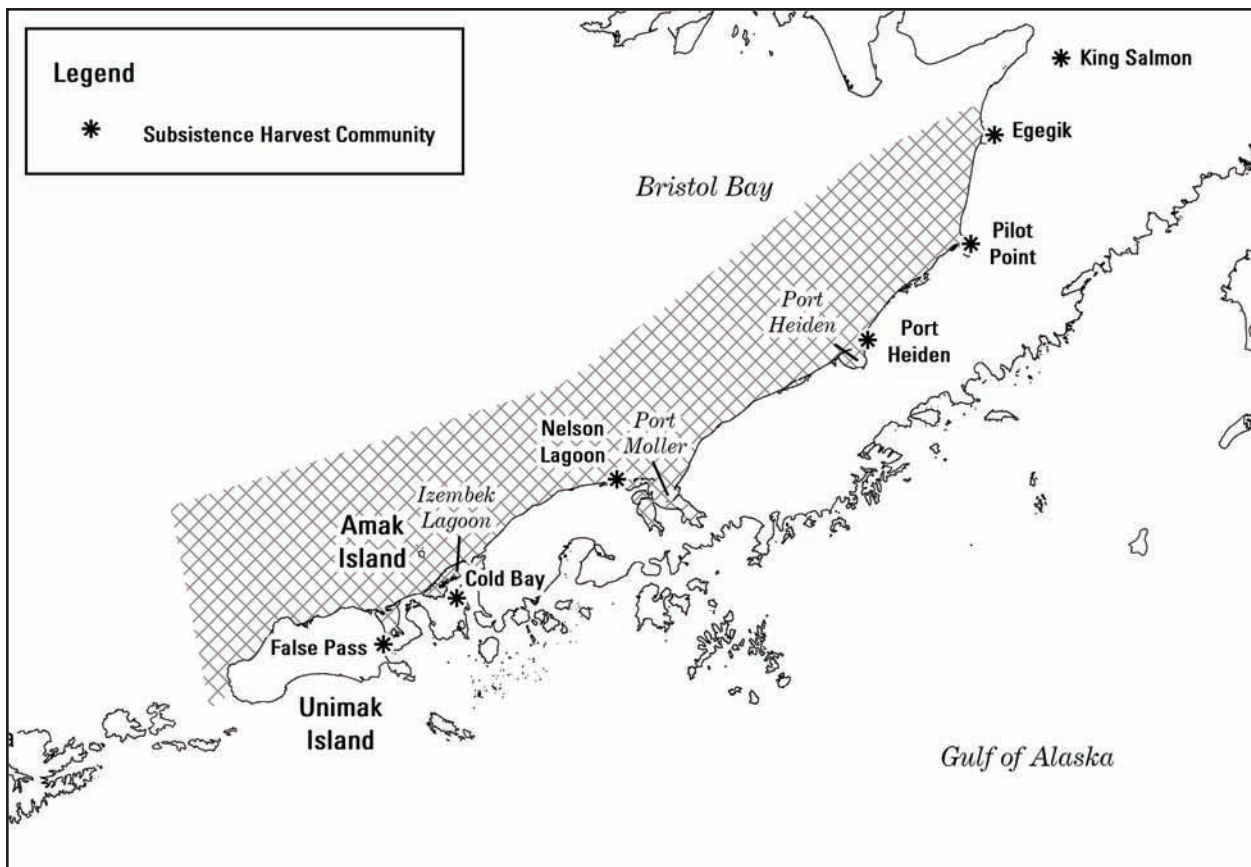 Legend
Subsistence Harvest Community
King Salmon
Egegik
Bristol Bay
Pilot
Point
Port
Heiden
Port
Heiden
Nelson
Lagoon
Port
Moller
Izembek
Lagoon
Amak
Island
Cold Bay
False Pass
Unimak
Island
Gulf of Alaska